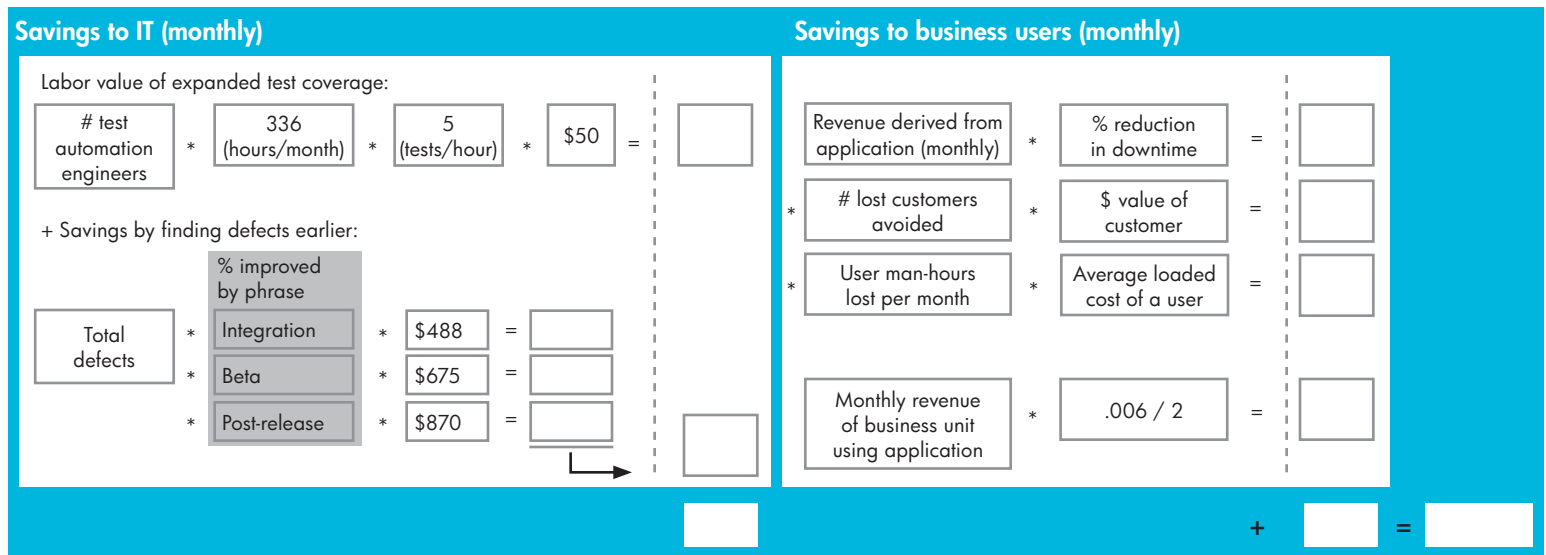 Savings to IT (monthly)
Labor value of expanded test coverage:
# test
automation
engineers
*
336
(hours/month)
*
5
(tests/hour)
*
$50
=
+ Savings by finding defects earlier:
% improved
by phrase
Total
defects
*
Integration
*
$488
=
*
Beta
*
$675
=
*
Post-release
*
$870
=
Savings to business users (monthly)
Revenue derived from
application (monthly)
*
% reduction
in downtime
=
*
# lost customers
avoided
*
$ value of
customer
=
*
User man-hours
lost per month
*
Average loaded
cost of a user
=
Monthly revenue
of business unit
using application
*
.006 / 2
=
+
=